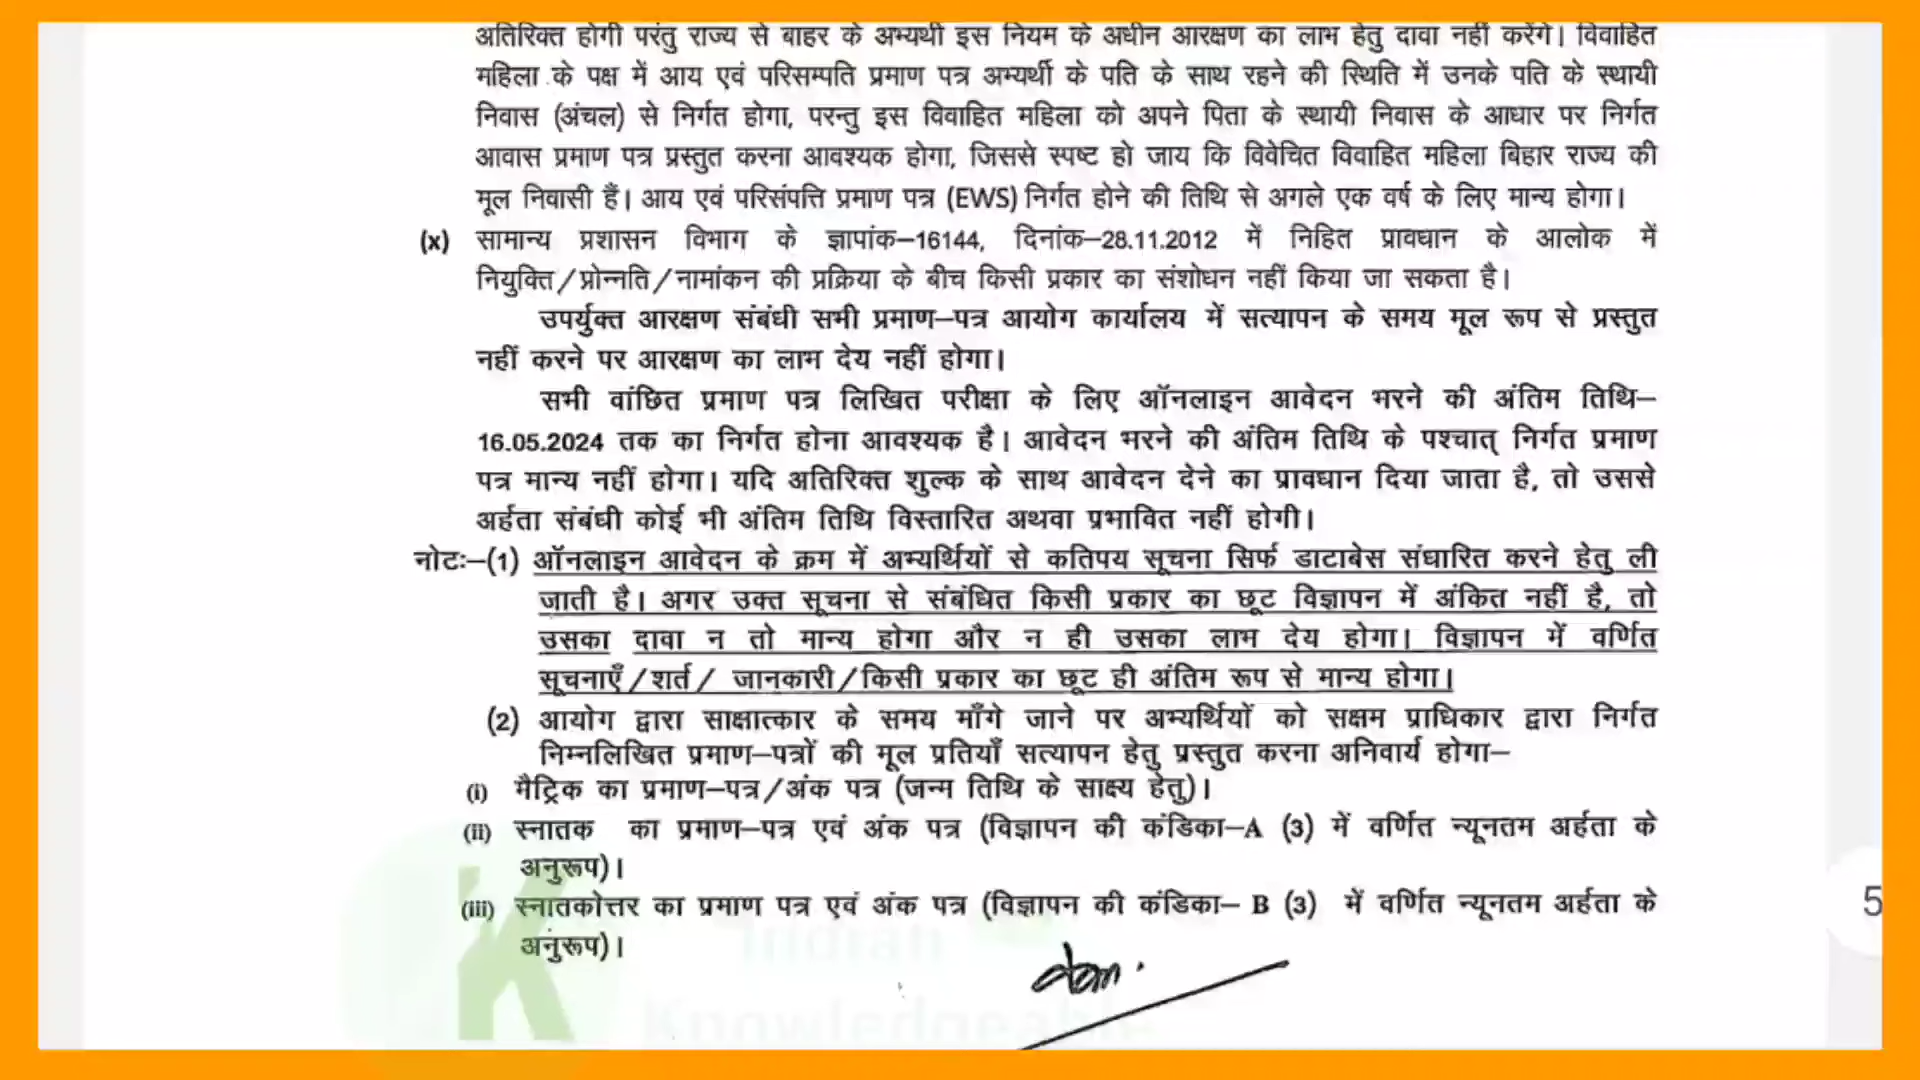 अतिरिक्त होगी परंतु राज्य से बाहर के अभ्यर्थी इस नियम के अधीन आरक्षण का लाभ हेतु दावा नहीं करेंगे। विवाहित
महिला के पक्ष में आय एवं परिसम्पति प्रमाण पत्र अभ्यर्थी के पति के साथ रहने की स्थिति में उनके पति के स्थायी
निवास (अंचल) से निर्गत होगा, परन्तु इस विवाहित महिला को अपने पिता के स्थायी निवास के आधार पर निर्गत
आवास प्रमाण पत्र प्रस्तुत करना आवश्यक होगा, जिससे स्पष्ट हो जाय कि विवेचित विवाहित महिला बिहार राज्य की
मूल निवासी हैं। आय एवं परिसंपत्ति प्रमाण पत्र (EWS) निर्गत होने की तिथि से अगले एक वर्ष के लिए मान्य होगा।
(x) सामान्य प्रशासन विभाग के ज्ञापांक–16144, दिनांक–28.11.2012 में निहित प्रावधान के आलोक में
नियुक्ति/प्रोन्नति/नामांकन की प्रक्रिया के बीच किसी प्रकार का संशोधन नहीं किया जा सकता है।
उपर्युक्त आरक्षण संबंधी सभी प्रमाण–पत्र आयोग कार्यालय में सत्यापन के समय मूल रूप से प्रस्तुत
नहीं करने पर आरक्षण का लाभ देय नहीं होगा।
सभी वांछित प्रमाण पत्र लिखित परीक्षा के लिए ऑनलाइन आवेदन भरने की अंतिम तिथि–
16.05.2024 तक का निर्गत होना आवश्यक है। आवेदन भरने की अंतिम तिथि के पश्चात् निर्गत प्रमाण
पत्र मान्य नहीं होगा। यदि अतिरिक्त शुल्क के साथ आवेदन देने का प्रावधान दिया जाता है, तो उससे
अर्हता संबंधी कोई भी अंतिम तिथि विस्तारित अथवा प्रभावित नहीं होगी।
नोटः–(1) ऑनलाइन आवेदन के क्रम में अभ्यर्थियों से कतिपय सूचना सिर्फ डाटाबेस संधारित करने हेतु ली
जाती है। अगर उक्त सूचना से संबंधित किसी प्रकार का छूट विज्ञापन में अंकित नहीं है, तो
उसका दावा न तो मान्य होगा और न ही उसका लाभ देय होगा। विज्ञापन में वर्णित
सूचनाएँ/शर्त/ जानकारी/किसी प्रकार का छूट ही अंतिम रूप से मान्य होगा।
(2) आयोग द्वारा साक्षात्कार के समय माँगे जाने पर अभ्यर्थियों को सक्षम प्राधिकार द्वारा निर्गत
निम्नलिखित प्रमाण–पत्रों की मूल प्रतियाँ सत्यापन हेतु प्रस्तुत करना अनिवार्य होगा–
(i) मैट्रिक का प्रमाण–पत्र/अंक पत्र (जन्म तिथि के साक्ष्य हेतु)।
(ii) स्नातक का प्रमाण–पत्र एवं अंक पत्र (विज्ञापन की कंडिका–A (3) में वर्णित न्यूनतम अर्हता के
अनुरूप)।
(iii) स्नातकोत्तर का प्रमाण पत्र एवं अंक पत्र (विज्ञापन की कंडिका– B (3) में वर्णित न्यूनतम अर्हता के
अनुरूप)।
5
K
Indian
Knowledgeable